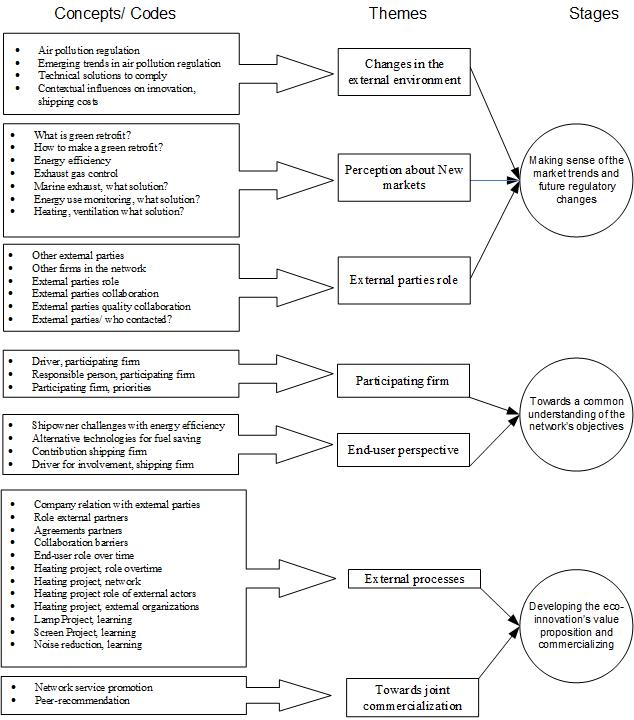 Concepts/ Codes
Themes
Stages
• Air pollution regulation
• Emerging trends in air pollution regulation
• Technical solutions to comply
• Contextual influences on innovation,
shipping costs
Changes in the
external environment
• What is green retrofit?
• How to make a green retrofit?
• Energy efficiency
• Exhaust gas control
• Marine exhaust, what solution?
• Energy use monitoring, what solution?
• Heating, ventilation what solution?
Perception about New
markets
• Other external parties
• Other firms in the network
• External parties role
• External parties collaboration
• External parties quality collaboration
• External parties/ who contacted?
External parties role
Making sense of the
market trends and
future regulatory
changes
• Driver, participating firm
• Responsible person, participating firm
• Participating firm, priorities
Participating firm
• Shipowner challenges with energy efficiency
• Alternative technologies for fuel saving
• Contribution shipping firm
• Driver for involvement, shipping firm
End-user perspective
Towards a common
understanding of the
network's objectives
• Company relation with external parties
• Role external partners
• Agreements partners
• Collaboration barriers
• End-user role over time
• Heating project, role overtime
• Heating project, network
• Heating project role of external actors
• Heating project, external organizations
• Lamp Project, learning
• Screen Project, learning
• Noise reduction, learning
External processes
• Network service promotion
• Peer-recommendation
Towards joint
commercialization
Developing the eco-
innovation's value
proposition and
commercializing